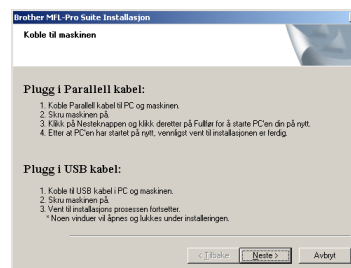 Brother MFL-Pro Suite Installasjon
Koble til maskinen
Plugg i Parallell kabel:
1. Koble Parallell kabel til PC og maskinen.
2. Skru maskinen på.
3. Klikk på Nesteknappen og klikk deretter på Fullfør for å starte PC'en din på nytt.
4. Etter at PC'en har startet på nytt, vennligst vent til installasjonen er ferdig.
Plugg i USB kabel:
1. Koble til USB kabel i PC og maskinen.
2. Skru maskinen på.
3. Vent til installasjons prosessen fortsetter.
* Noen vinduer vil åpnes og lukkes under installeringen.
< Tilbake Neste > Avbryt